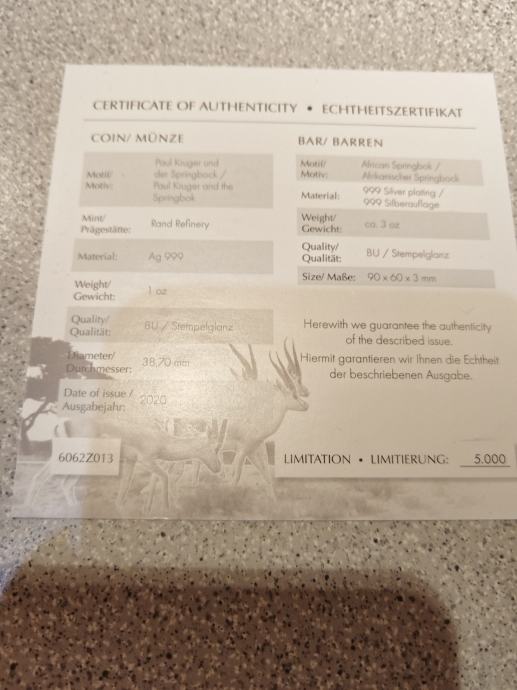 CERTIFICATE OF AUTHENTICITY • ECHTHEITSZERTIFIKAT
COIN/ MÜNZE
Motif/
Motiv:
Paul Kruger und
der Springbock /
Paul Kruger and the
Springbok
Mint/
Prägestätte:
Rand Refinery
Material:
Ag 999
Weight/
Gewicht:
1 oz
Quality/
Qualität:
BU / Stempelglanz
Diameter/
Durchmesser:
38,70 mm
Date of issue/
Ausgabejahr:
2020
6062Z013
BAR/ BARREN
Motif/
Motiv:
African Springbok /
Afrikanischer Springbock
Material:
999 Silver plating /
999 Silberauflage
Weight/
Gewicht:
ca. 3 oz
Quality/
Qualität:
BU / Stempelglanz
Size/ Maße:
90 x 60 x 3 mm
Herewith we guarantee the authenticity
of the described issue.
Hiermit garantieren wir Ihnen die Echtheit
der beschriebenen Ausgabe.
LIMITATION • LIMITIERUNG: 5.000